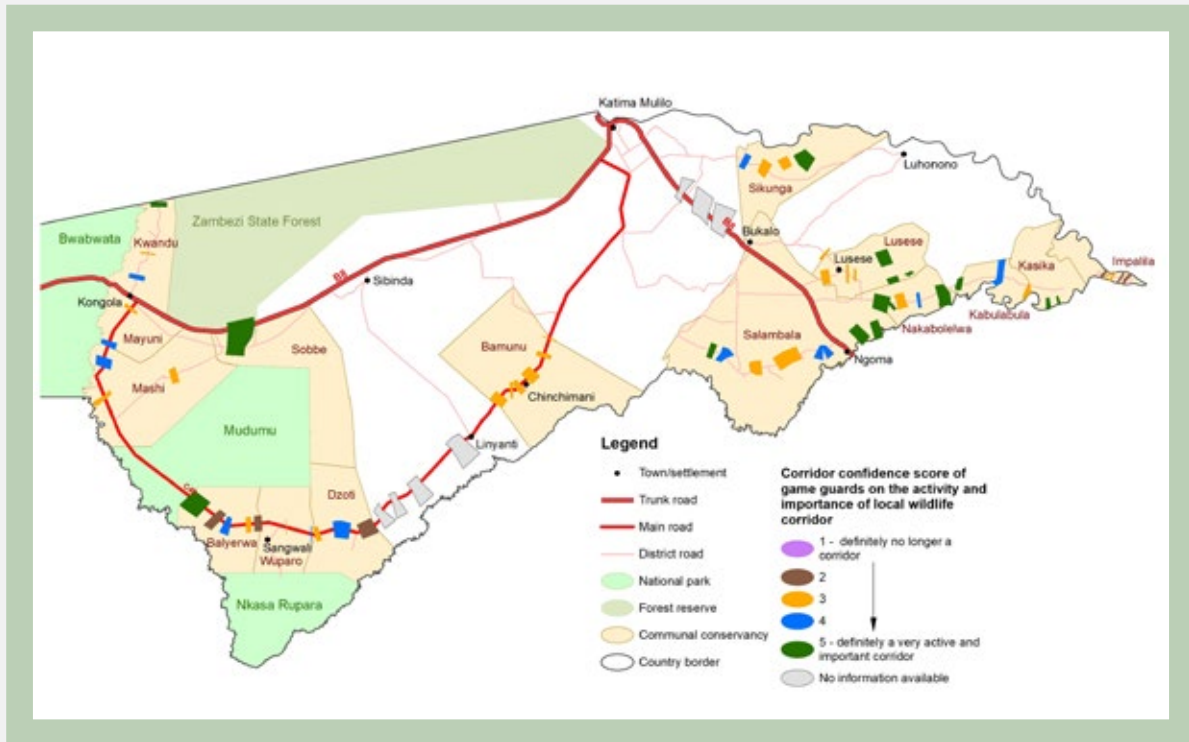 Katima Mulilo
Luhonono
Sikunga
Zambezi State Forest
Bwabwata
Kwandu
B8
Bukalo
Lusese
Lusese
Kasika
Impalila
B8
Sibinda
Kongola
Kabulabula
Nakabolelwa
Mayuni
Sobbe
Bamunu
Salambala
Ngoma
Mashi
Chinchimani
Mudumu
Linyanti
Dzoti
Balyerwa
Sangwali
Wuparo
Nkasa Rupara
Legend
Town/settlement
Trunk road
Main road
District road
National park
Forest reserve
Communal conservancy
Country border
Corridor confidence score of
game guards on the activity and
importance of local wildlife
corridor
1 - definitely no longer a
corridor
2
3
4
5 - definitely a very active and
important corridor
No information available